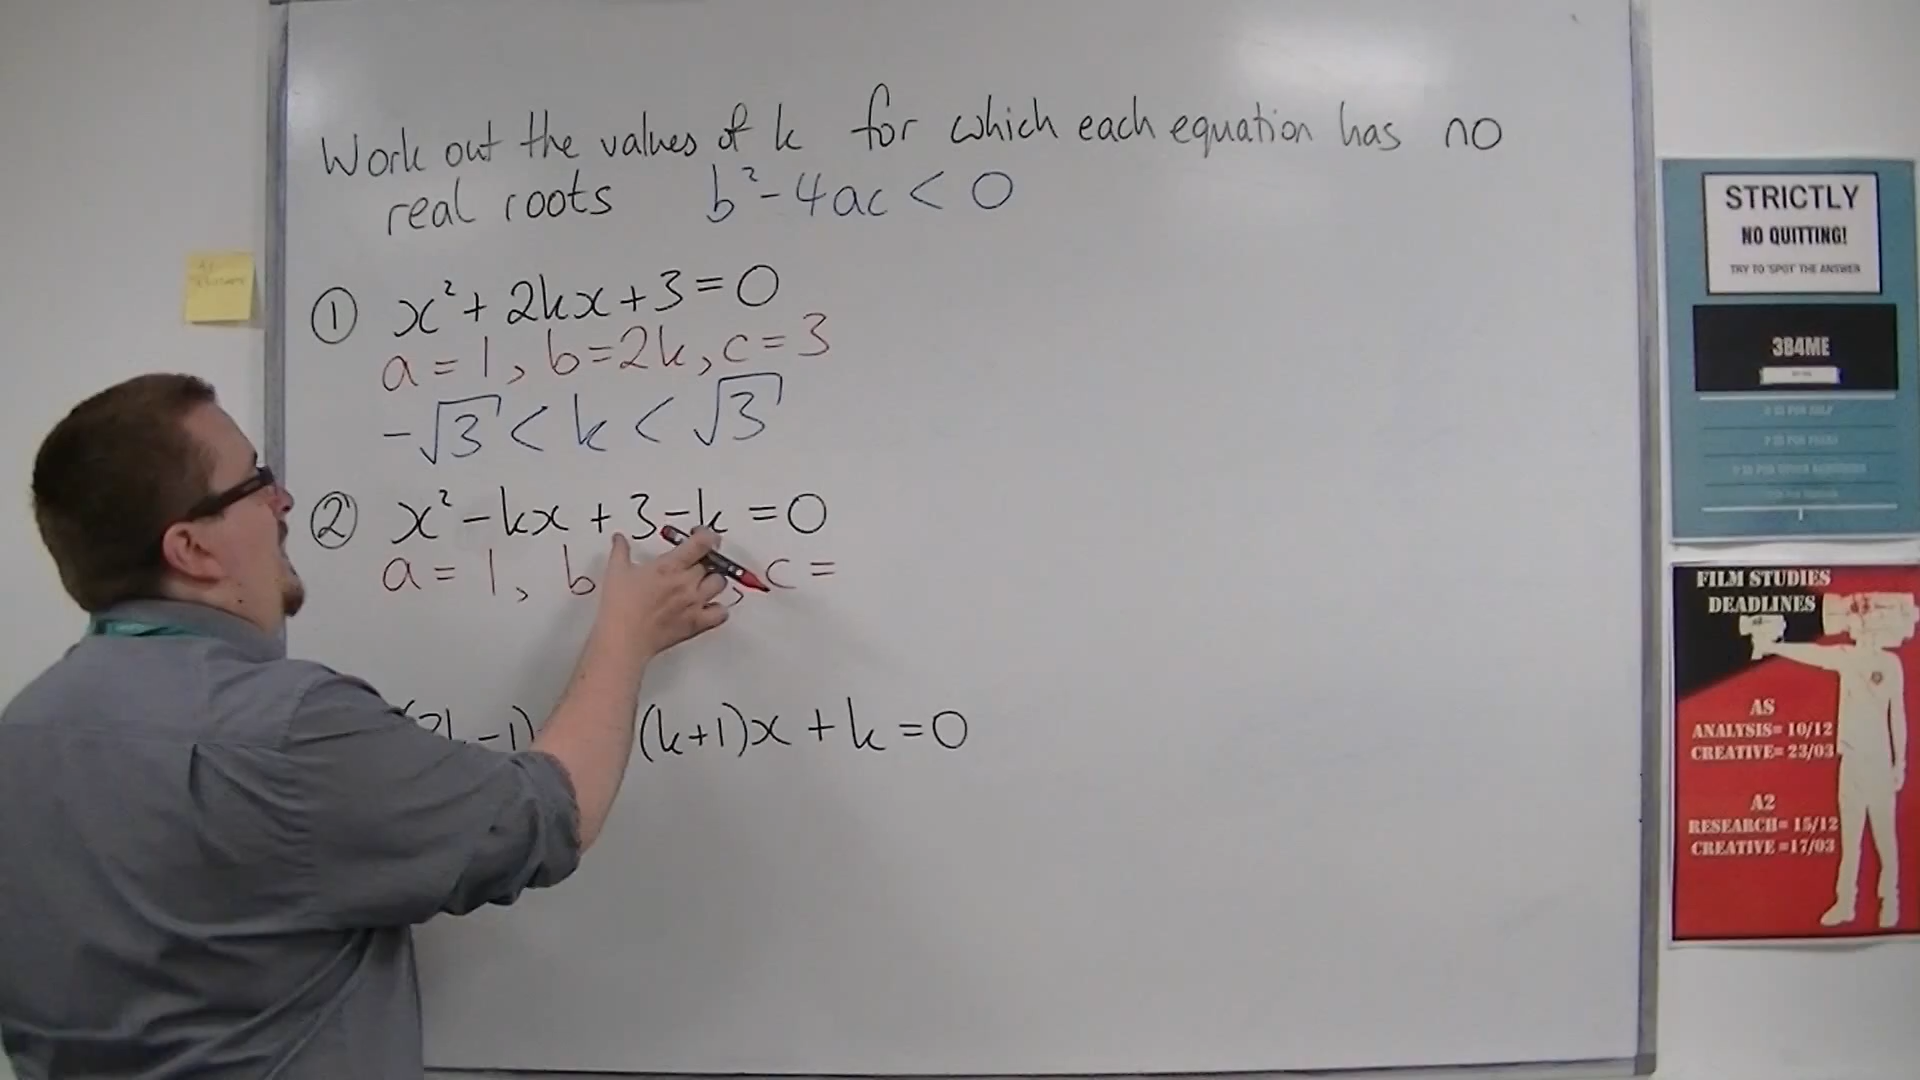 Work out the values of k for which each equation has no
real roots b² - 4ac < 0
① x² + 2kx + 3 = 0
a = 1, b = 2k, c = 3
-√3 < k < √3
② x² - kx + 3 - k = 0
a = 1, b , c =
-1) (k+1)x + k = 0
STRICTLY
NO QUITTING!
TRY TO 'SPOT' THE ANSWER
3B4ME
FILM STUDIES
DEADLINES
AS
ANALYSIS= 10/12
CREATIVE= 23/03
A2
RESEARCH= 15/12
CREATIVE =17/03